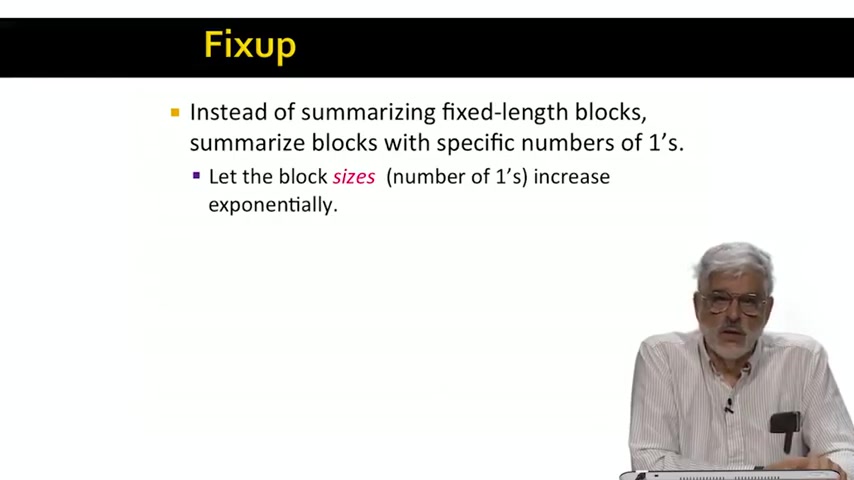 Fixup
Instead of summarizing fixed-length blocks,
summarize blocks with specific numbers of 1's.
Let the block sizes (number of 1's) increase
exponentially.